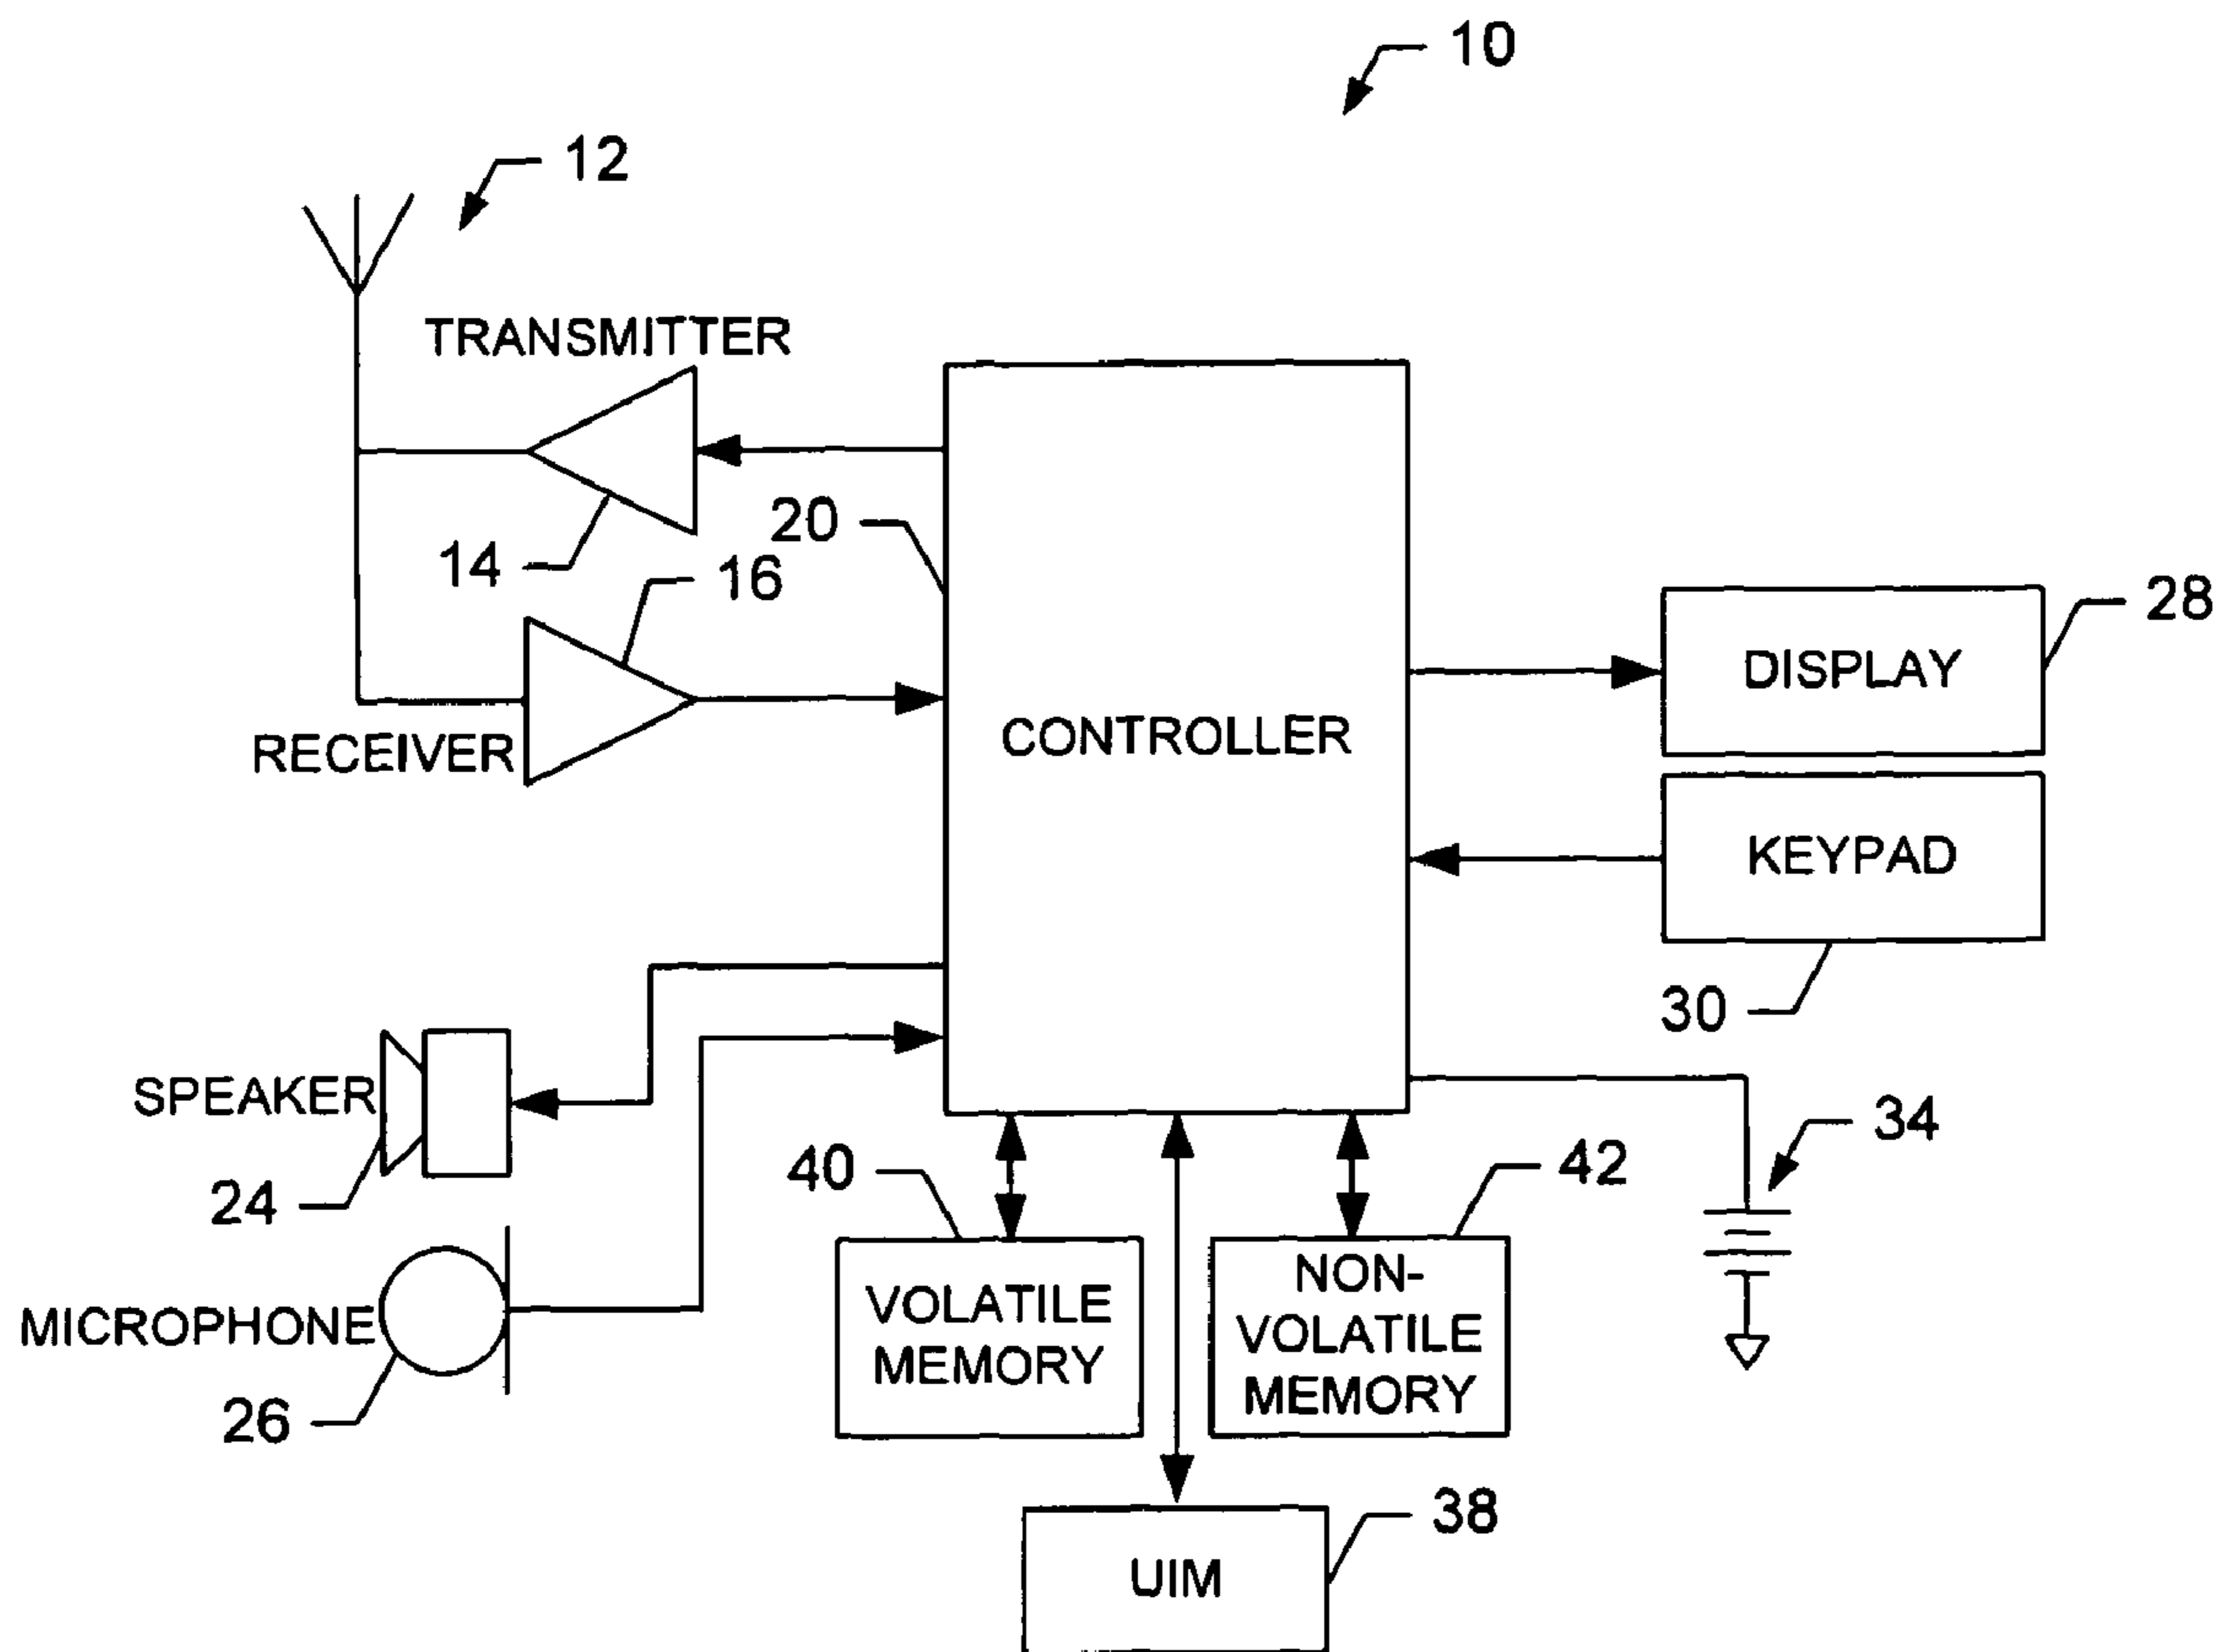 10
12
TRANSMITTER
14
16
20
RECEIVER
CONTROLLER
28
DISPLAY
KEYPAD
30
SPEAKER
24
MICROPHONE
26
40
VOLATILE
MEMORY
42
NON-
VOLATILE
MEMORY
34
38
UIM